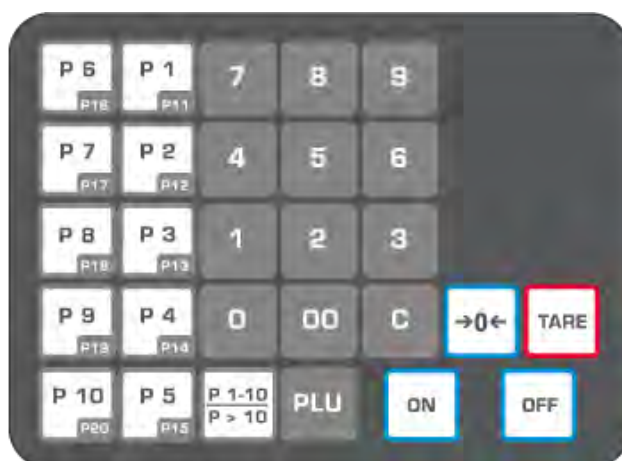 P 6 P 1 7 8 9
P16 P11
P 7 P 2 4 5 6
P17 P12
P 8 P 3 1 2 3
P18 P13
P 9 P 4 0 00 C →0← TARE
P19 P14
P 10 P 5 P 1-10 PLU ON OFF
P20 P15 P > 10